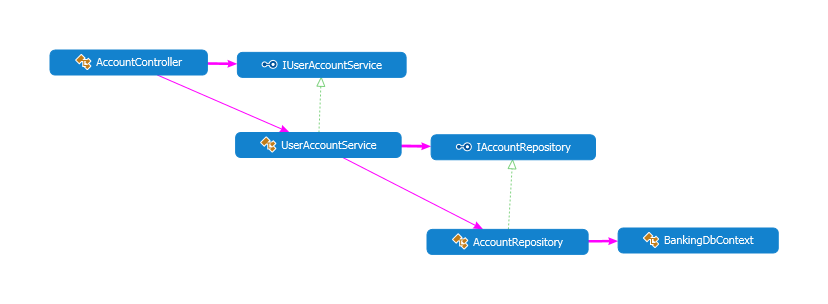 AccountController
IUserAccountService
UserAccountService
IAccountRepository
AccountRepository
BankingDbContext